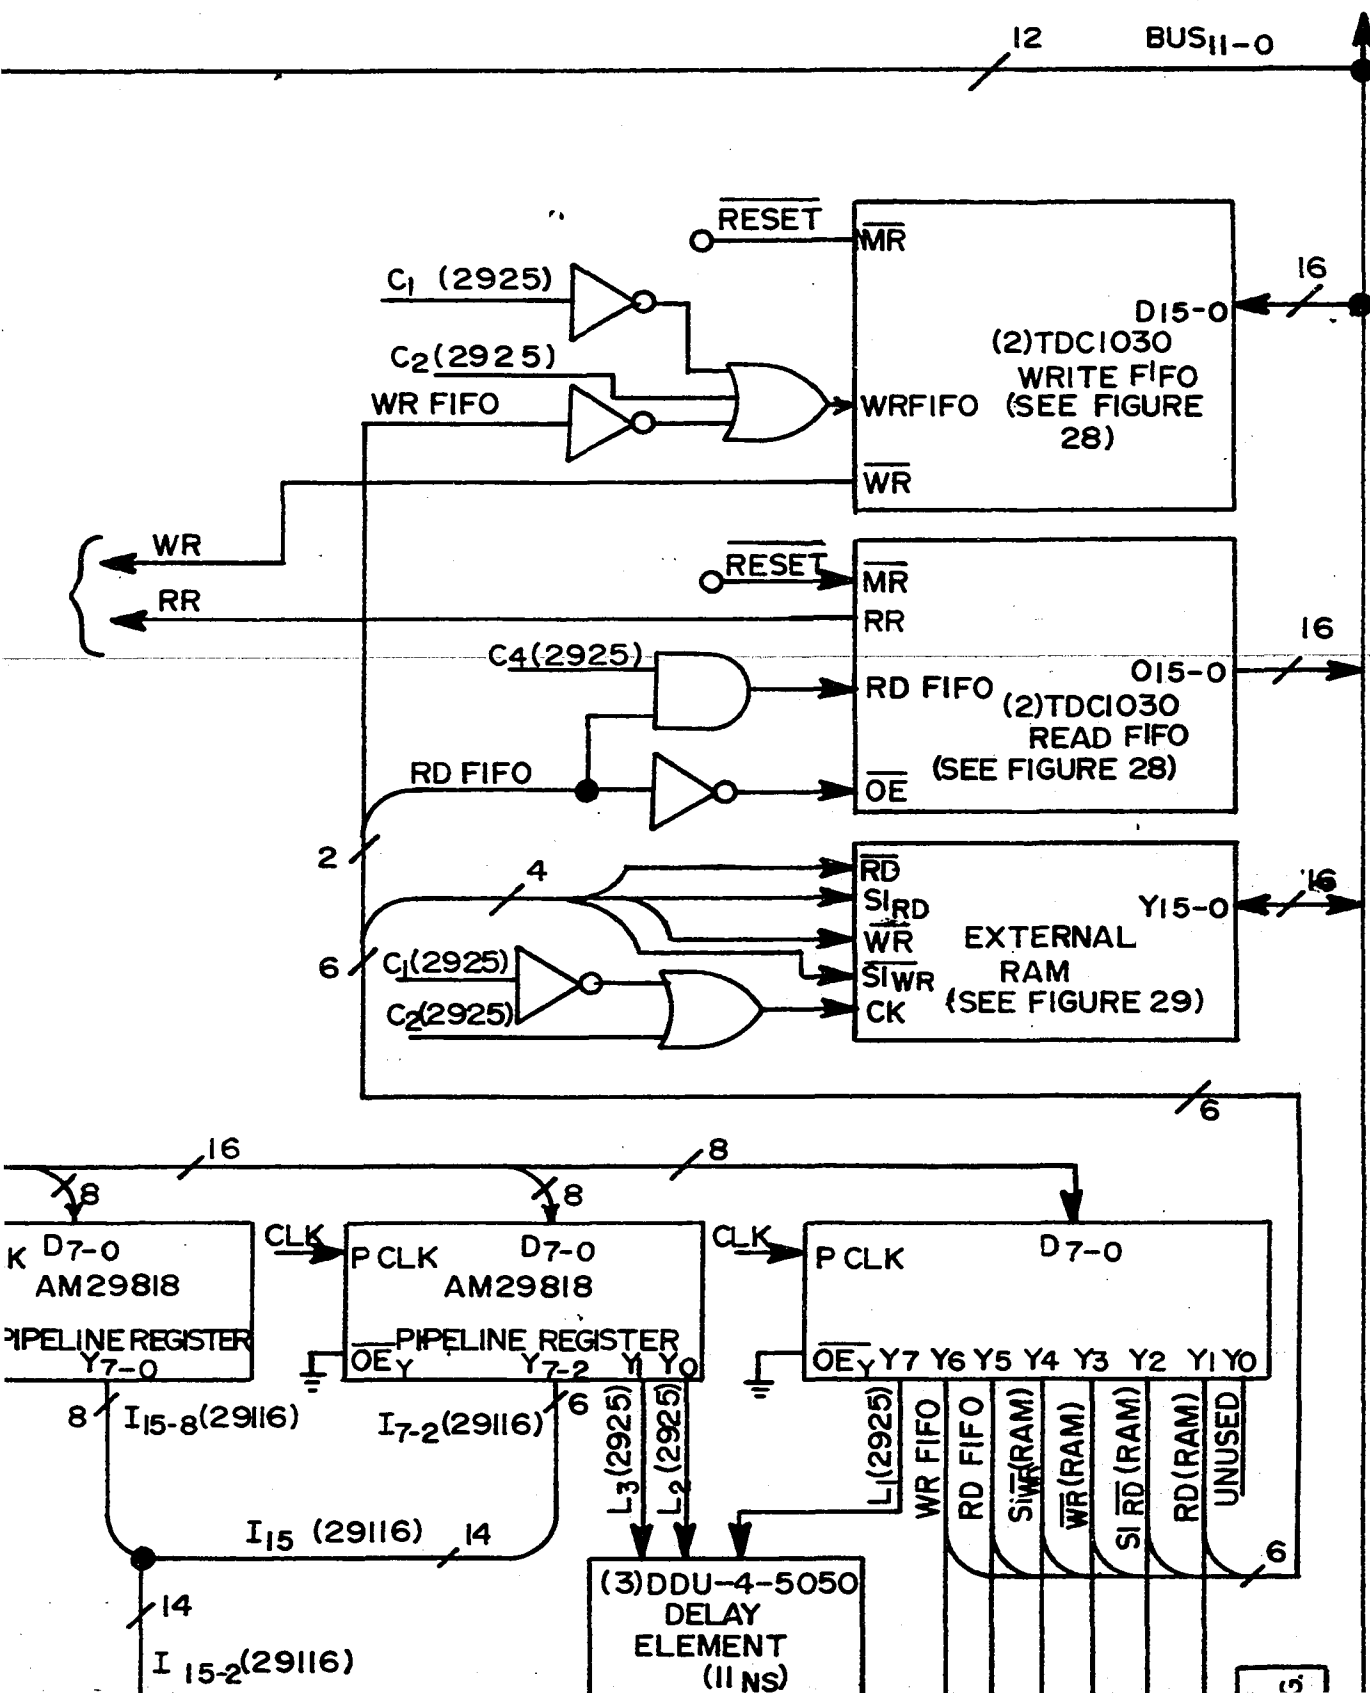 12 BUS11-0
RESET
MR
C1 (2925)
16
D15-0
(2)TDC1030
WRITE FIFO
(SEE FIGURE
28)
C2(2925)
WR FIFO
WRFIFO
WR
WR
RESET
MR
RR
RR
16
C4(2925)
O15-0
RD FIFO
(2)TDC1030
READ FIFO
(SEE FIGURE 28)
RD FIFO
OE
2
4
RD
SIRD
16
Y15-0
WR
EXTERNAL
RAM
(SEE FIGURE 29)
6
C1(2925)
SIWR
C2(2925)
CK
6
16
8
8
8
K D7-0
AM29818
PIPELINE REGISTER
Y7-0
CLK
P CLK D7-0
AM29818
PIPELINE REGISTER
OEY Y7-2 Y1 Y0
CLK
P CLK D7-0
OEY Y7 Y6 Y5 Y4 Y3 Y2 Y1 Y0
8 I15-8(29116)
I7-2(29116) 6
L3(2925)
L2(2925)
L1(2925)
WR FIFO
RD FIFO
SIWR(RAM)
WR(RAM)
SI RD(RAM)
RD(RAM)
UNUSED
I15 (29116) 14
6
14
I 15-2(29116)
(3)DDU-4-5050
DELAY
ELEMENT
(11 NS)